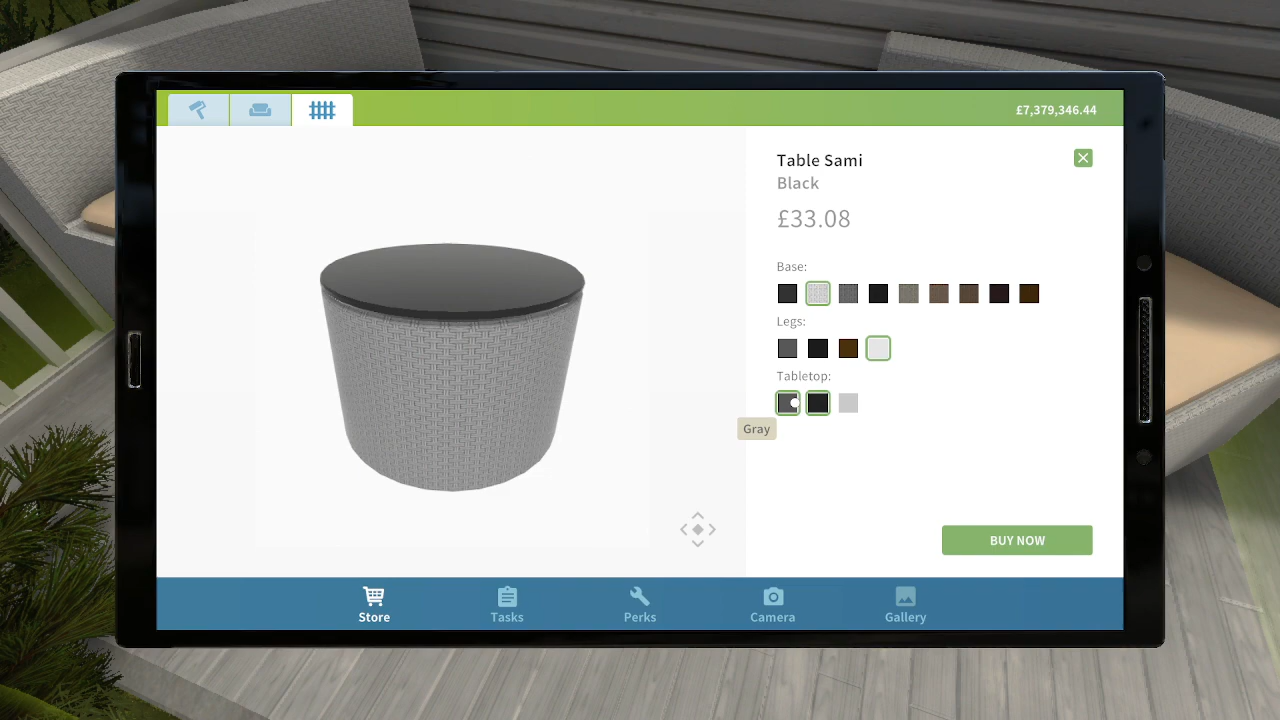 £7,379,346.44
Table Sami
Black
£33.08
Base:
Legs:
Tabletop:
Gray
BUY NOW
Store
Tasks
Perks
Camera
Gallery